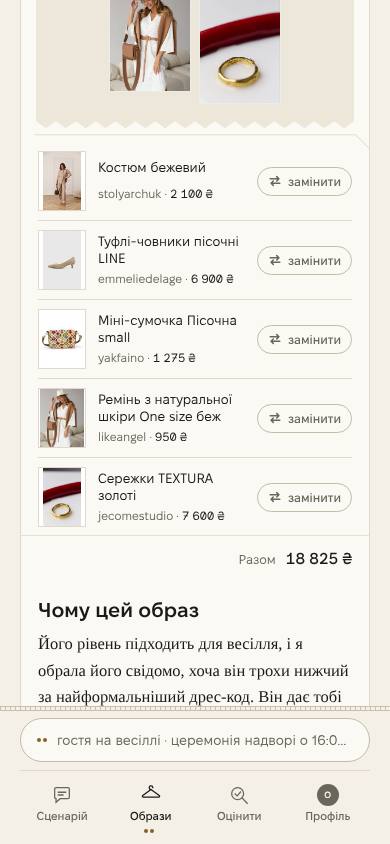 Костюм бежевий
stolyarchuk · 2 100 ₴
замінити
Туфлі-човники пісочні
LINE
emmeliedelage · 6 900 ₴
замінити
Міні-сумочка Пісочна
small
yakfaino · 1 275 ₴
замінити
Ремінь з натуральної
шкіри One size беж
likeangel · 950 ₴
замінити
Сережки TEXTURA
золоті
jecomestudio · 7 600 ₴
замінити
Разом 18 825 ₴
Чому цей образ
Його рівень підходить для весілля, і я
обрала його свідомо, хоча він трохи нижчий
за найформальніший дрес-код. Він дає тобі
гостя на весіллі · церемонія надворі о 16:0...
Сценарій
Образи
Оцінити
О
Профіль